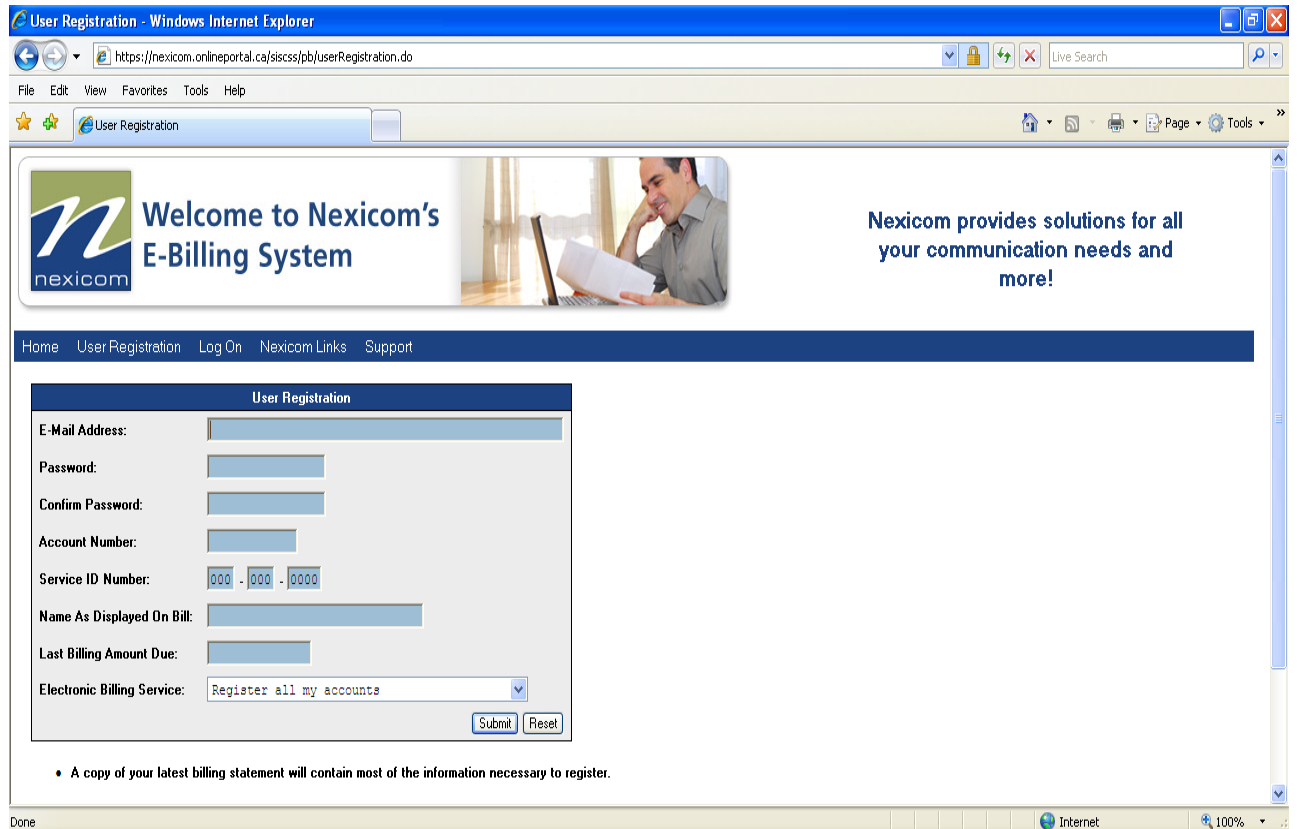 User Registration - Windows Internet Explorer
https://nexicom.onlineportal.ca/siscss/pb/userRegistration.do
Live Search
File Edit View Favorites Tools Help
User Registration
Page Tools »
nexicom
Welcome to Nexicom's
E-Billing System
Nexicom provides solutions for all
your communication needs and
more!
Home User Registration Log On Nexicom Links Support
User Registration
E-Mail Address:
Password:
Confirm Password:
Account Number:
Service ID Number: 000 - 000 - 0000
Name As Displayed On Bill:
Last Billing Amount Due:
Electronic Billing Service: Register all my accounts
Submit Reset
• A copy of your latest billing statement will contain most of the information necessary to register.
Done Internet 100%